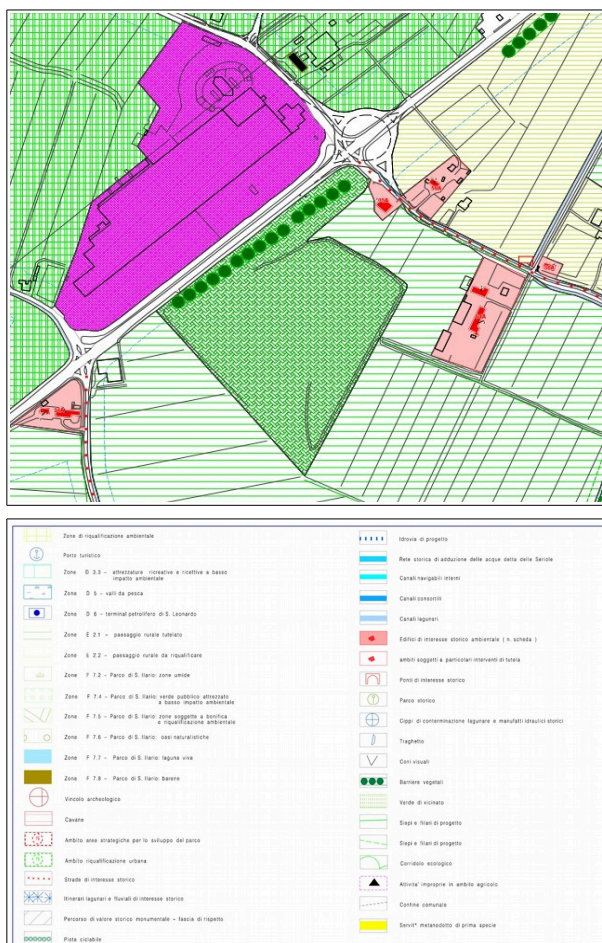 Zone di riqualificazione ambientale
Porto turistico
Zone D 3.3 - attrezzature ricreative e ricettive a basso
impatto ambientale
Zone D 5 - valli da pesca
Zone D 6 - terminal petrolifero di S. Leonardo
Zone E 2.1 - paesaggio rurale tutelato
Zone E 2.2 - paesaggio rurale da riqualificare
Zone F 7.2 - Parco di S. Ilario: zone umide
Zone F 7.4 - Parco di S. Ilario: verde pubblico attrezzato
a basso impatto ambientale
Zone F 7.5 - Parco di S. Ilario: zone soggette a bonifica
e riqualificazione ambientale
Zone F 7.6 - Parco di S. Ilario: oasi naturalistiche
Zone F 7.7 - Parco di S. Ilario: laguna viva
Zone F 7.8 - Parco di S. Ilario: barene
Vincolo archeologico
Cavane
Ambito aree strategiche per lo sviluppo del parco
Ambito riqualificazione urbana
Strade di interesse storico
Itinerari lagunari e fluviali di interesse storico
Percorso di valore storico monumentale - fascia di rispetto
Pista ciclabile
Idrovia di progetto
Rete storica di adduzione delle acque detta delle Seriole
Canali navigabili interni
Canali consortili
Canali lagunari
Edifici di interesse storico ambientale ( n. scheda )
ambiti soggetti a particolari interventi di tutela
Ponti di interesse storico
Parco storico
Cippi di conterminazione lagunare e manufatti idraulici storici
Traghetto
Coni visuali
Barriere vegetali
Verde di vicinato
Siepi e filari di progetto
Siepi e filari di progetto
Corridoio ecologico
Attivita' improprie in ambito agricolo
Confine comunale
Servit* metanodotto di prima specie